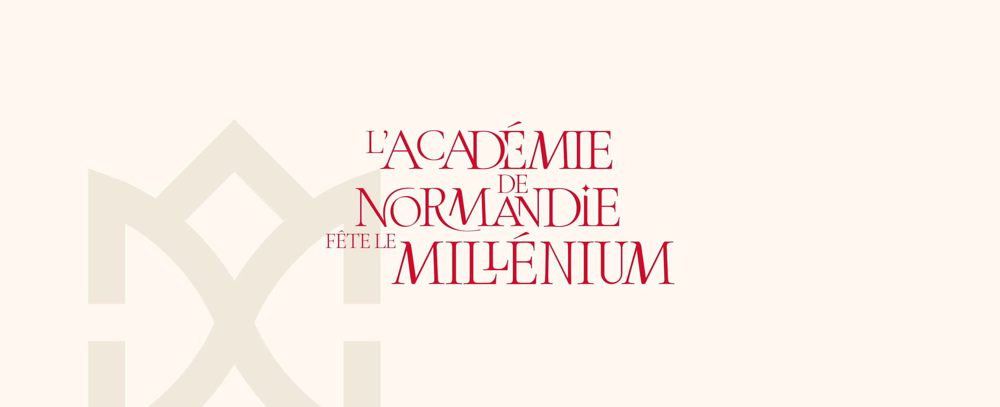 L'ACADÉMIE
DE
NORMANDIE
FÊTE LE
MILLÉNIUM